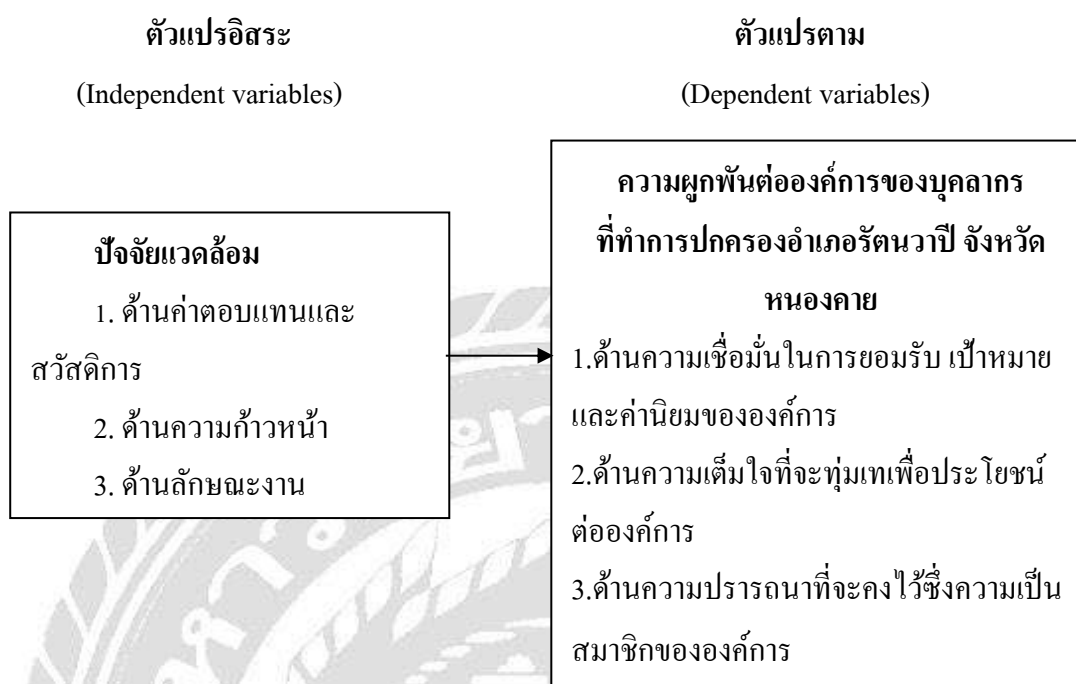 ตัวแปรอิสระ
(Independent variables)
ปัจจัยแวดล้อม
1. ด้านค่าตอบแทนและ
สวัสดิการ
2. ด้านความก้าวหน้า
3. ด้านลักษณะงาน
ตัวแปรตาม
(Dependent variables)
ความผูกพันต่อองค์การของบุคลากร
ที่ทำการปกครองอำเภอรัตนวาปี จังหวัด
หนองคาย
1.ด้านความเชื่อมั่นในการยอมรับ เป้าหมาย
และค่านิยมขององค์การ
2.ด้านความเต็มใจที่จะทุ่มเทเพื่อประโยชน์
ต่อองค์การ
3.ด้านความปรารถนาที่จะคงไว้ซึ่งความเป็น
สมาชิกขององค์การ